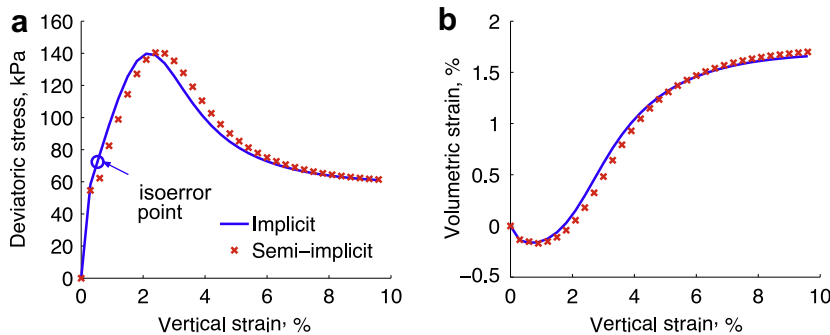 a
Deviatoric stress, kPa
160
140
120
100
80
60
40
20
0
isoerror
point
Implicit
Semi-implicit
0 2 4 6 8 10
Vertical strain, %
b
Volumetric strain, %
2
1.5
1
0.5
0
−0.5
0 2 4 6 8 10
Vertical strain, %